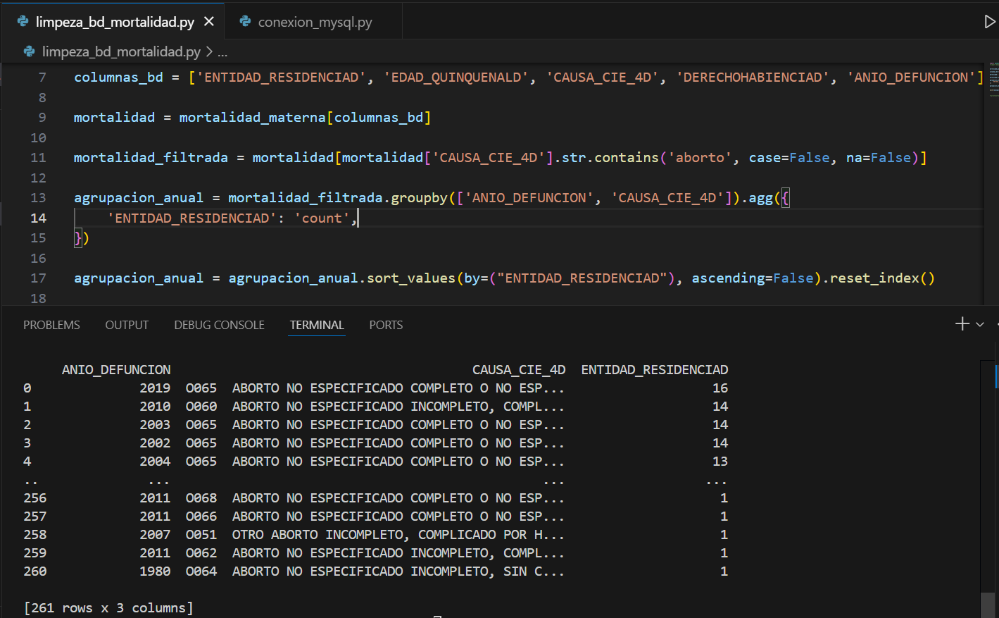 limpeza_bd_mortalidad.py
conexion_mysql.py
limpeza_bd_mortalidad.py > ...
7 columnas_bd = ['ENTIDAD_RESIDENCIAD', 'EDAD_QUINQUENALD', 'CAUSA_CIE_4D', 'DERECHOHABIENCIAD', 'ANIO_DEFUNCION']
8
9 mortalidad = mortalidad_materna[columnas_bd]
10
11 mortalidad_filtrada = mortalidad[mortalidad['CAUSA_CIE_4D'].str.contains('aborto', case=False, na=False)]
12
13 agrupacion_anual = mortalidad_filtrada.groupby(['ANIO_DEFUNCION', 'CAUSA_CIE_4D']).agg({
14     'ENTIDAD_RESIDENCIAD': 'count',
15 })
16
17 agrupacion_anual = agrupacion_anual.sort_values(by=("ENTIDAD_RESIDENCIAD"), ascending=False).reset_index()
18
PROBLEMS OUTPUT DEBUG CONSOLE TERMINAL PORTS
ANIO_DEFUNCION CAUSA_CIE_4D ENTIDAD_RESIDENCIAD
0 2019 O065 ABORTO NO ESPECIFICADO COMPLETO O NO ESP... 16
1 2010 O060 ABORTO NO ESPECIFICADO INCOMPLETO, COMPL... 14
2 2003 O065 ABORTO NO ESPECIFICADO COMPLETO O NO ESP... 14
3 2002 O065 ABORTO NO ESPECIFICADO COMPLETO O NO ESP... 14
4 2004 O065 ABORTO NO ESPECIFICADO COMPLETO O NO ESP... 13
.. ... ... ...
256 2011 O068 ABORTO NO ESPECIFICADO COMPLETO O NO ESP... 1
257 2011 O066 ABORTO NO ESPECIFICADO COMPLETO O NO ESP... 1
258 2007 O051 OTRO ABORTO INCOMPLETO, COMPLICADO POR H... 1
259 2011 O062 ABORTO NO ESPECIFICADO INCOMPLETO, COMPL... 1
260 1980 O064 ABORTO NO ESPECIFICADO INCOMPLETO, SIN C... 1
[261 rows x 3 columns]